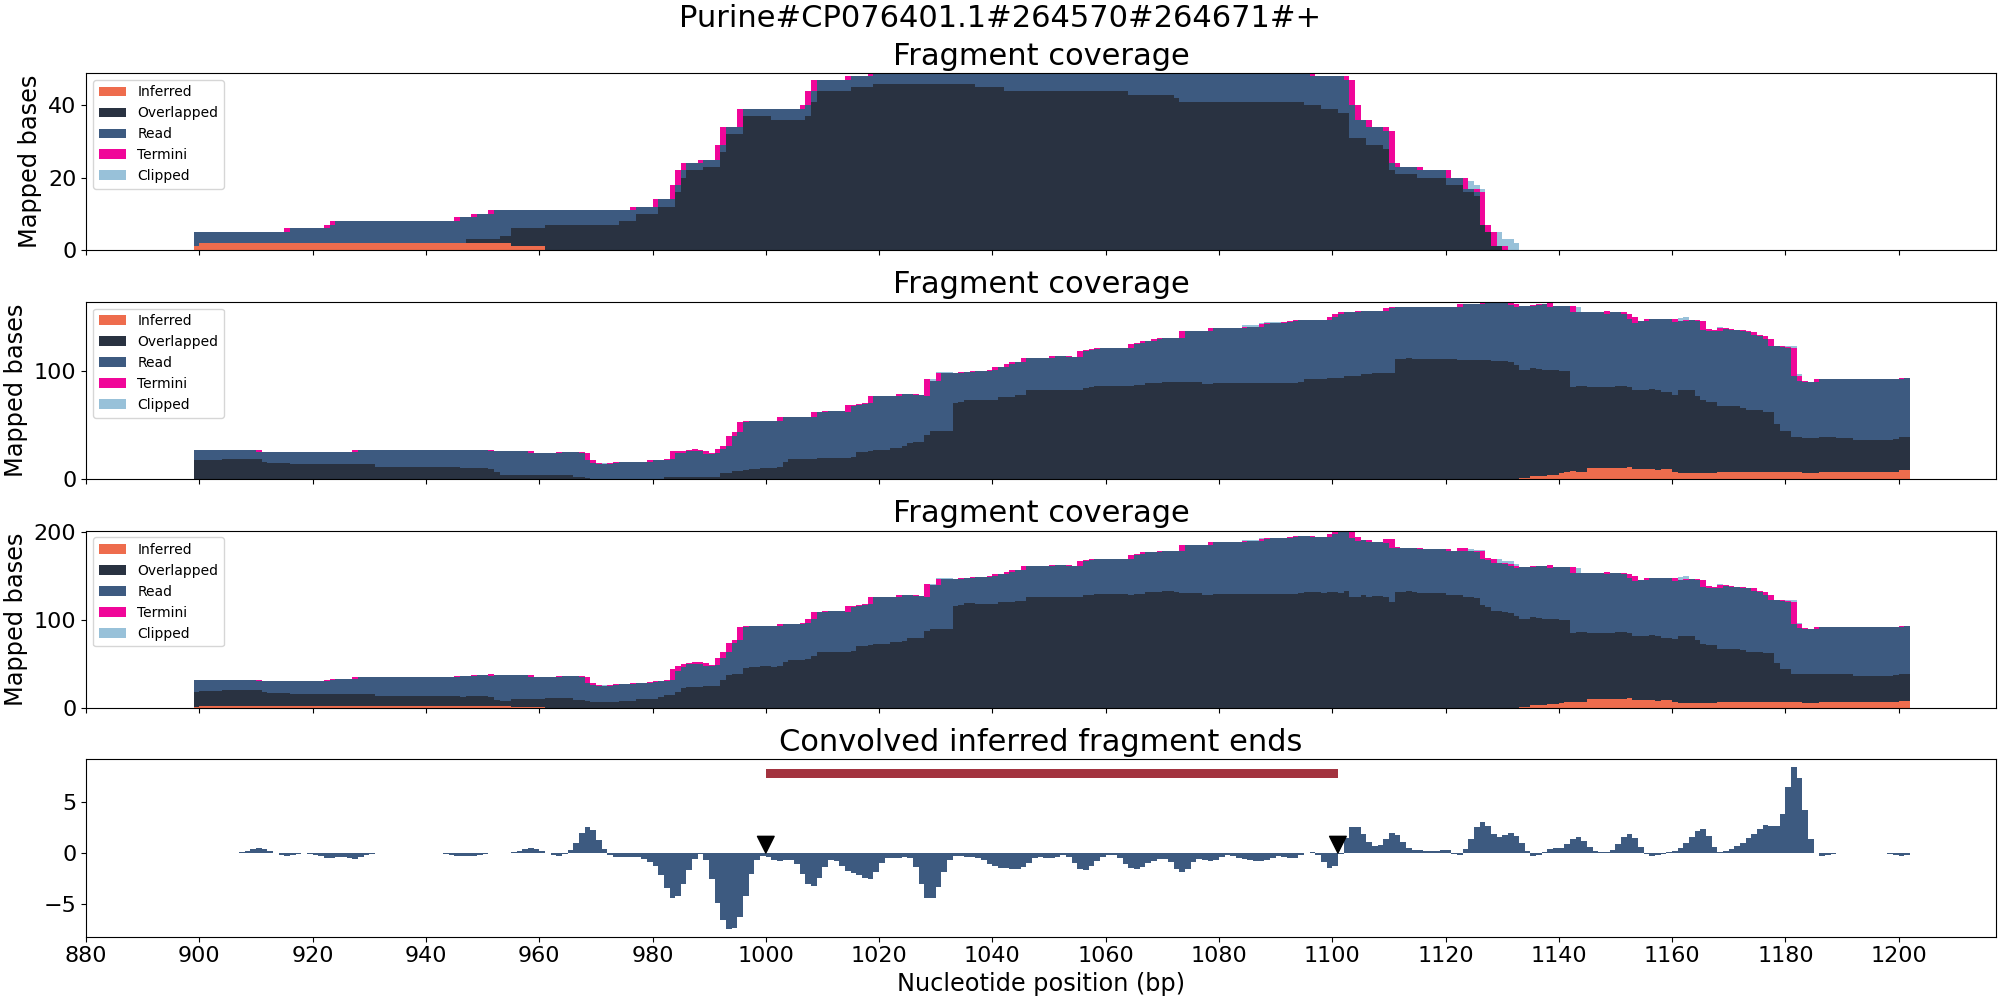 Purine#CP076401.1#264570#264671#+
Fragment coverage
Mapped bases
40
20
0
Inferred
Overlapped
Read
Termini
Clipped
Fragment coverage
Mapped bases
100
0
Inferred
Overlapped
Read
Termini
Clipped
Fragment coverage
Mapped bases
200
100
0
Inferred
Overlapped
Read
Termini
Clipped
Convolved inferred fragment ends
5
0
−5
880 900 920 940 960 980 1000 1020 1040 1060 1080 1100 1120 1140 1160 1180 1200
Nucleotide position (bp)